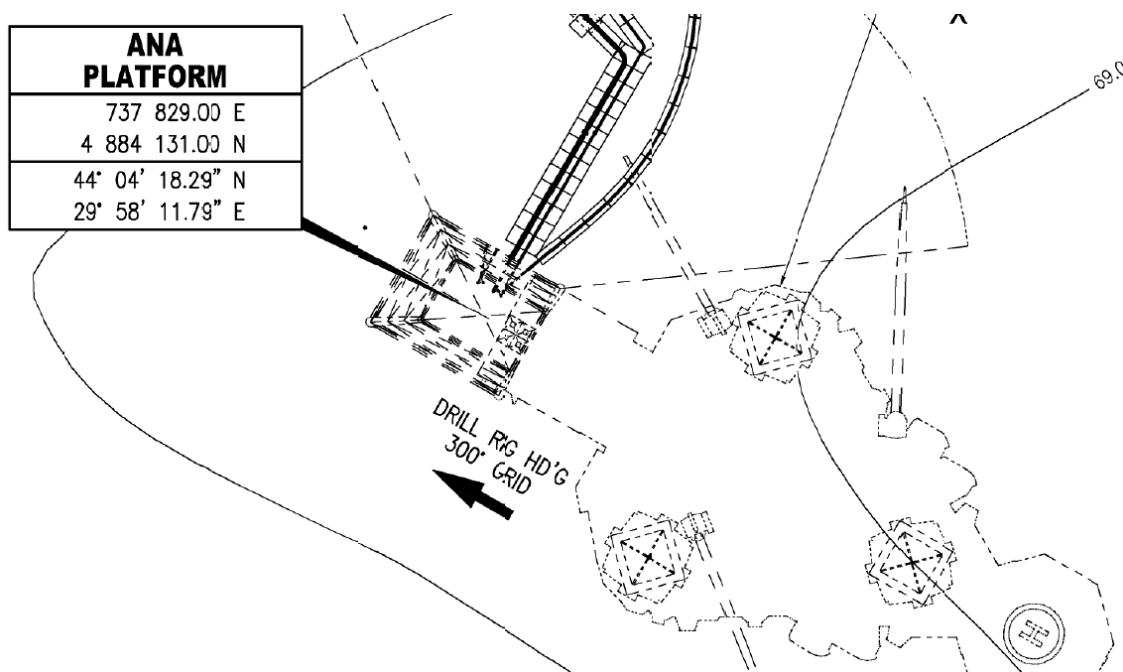 ANA
PLATFORM
737 829.00 E
4 884 131.00 N
44° 04' 18.29" N
29° 58' 11.79" E
DRILL RIG HD'G
300° GRID
69.0
X
H